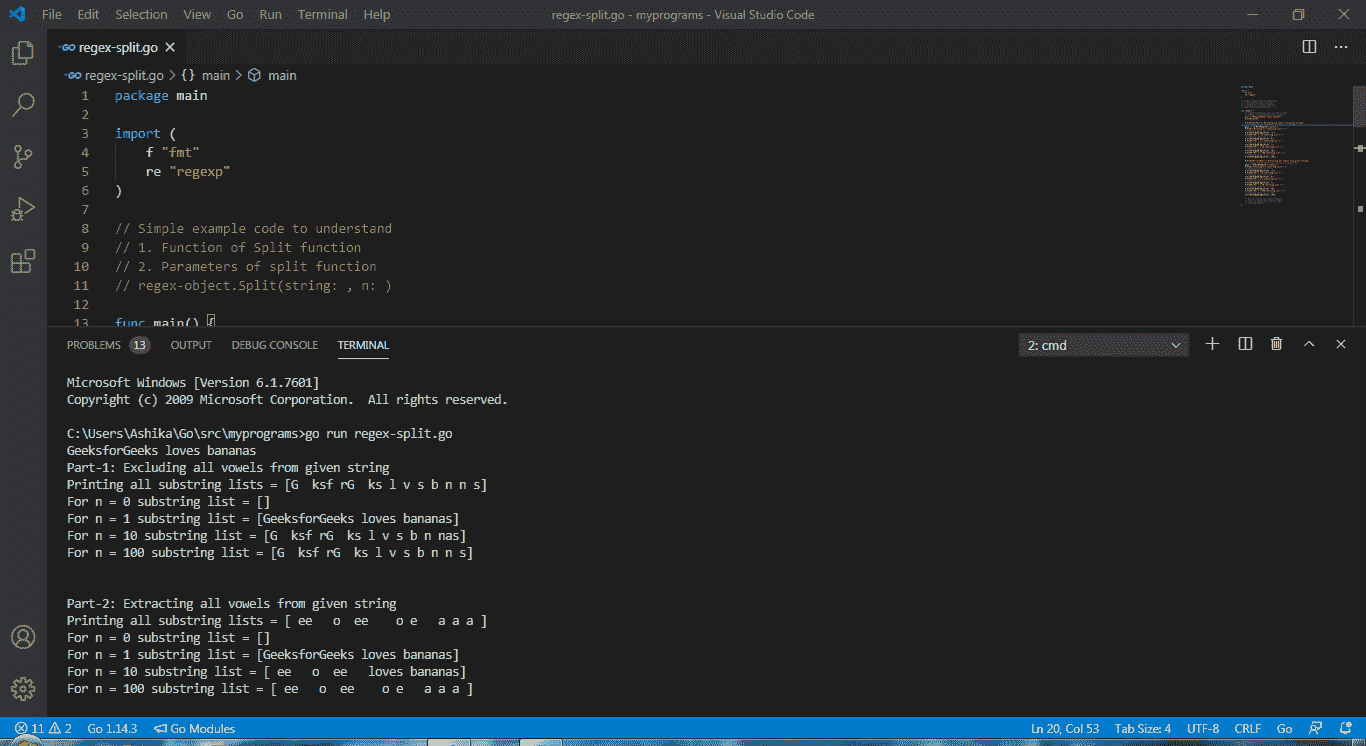 File Edit Selection View Go Run Terminal Help regex-split.go - myprograms - Visual Studio Code
GO regex-split.go
GO regex-split.go > {} main > main
1 package main
2
3 import (
4 f "fmt"
5 re "regexp"
6 )
7
8 // Simple example code to understand
9 // 1. Function of Split function
10 // 2. Parameters of split function
11 // regex-object.Split(string: , n: )
12
13 func main() {
PROBLEMS 13 OUTPUT DEBUG CONSOLE TERMINAL 2: cmd
Microsoft Windows [Version 6.1.7601]
Copyright (c) 2009 Microsoft Corporation.  All rights reserved.
C:\Users\Ashika\Go\src\myprograms>go run regex-split.go
GeeksforGeeks loves bananas
Part-1: Excluding all vowels from given string
Printing all substring lists = [G  ksf rG  ks l v s b n n s]
For n = 0 substring list = []
For n = 1 substring list = [GeeksforGeeks loves bananas]
For n = 10 substring list = [G  ksf rG  ks l v s b n nas]
For n = 100 substring list = [G  ksf rG  ks l v s b n n s]
Part-2: Extracting all vowels from given string
Printing all substring lists = [ ee   o  ee    o e   a a a ]
For n = 0 substring list = []
For n = 1 substring list = [GeeksforGeeks loves bananas]
For n = 10 substring list = [ ee   o  ee   loves bananas]
For n = 100 substring list = [ ee   o  ee    o e   a a a ]
11 2 Go 1.14.3 Go Modules Ln 20, Col 53 Tab Size: 4 UTF-8 CRLF Go